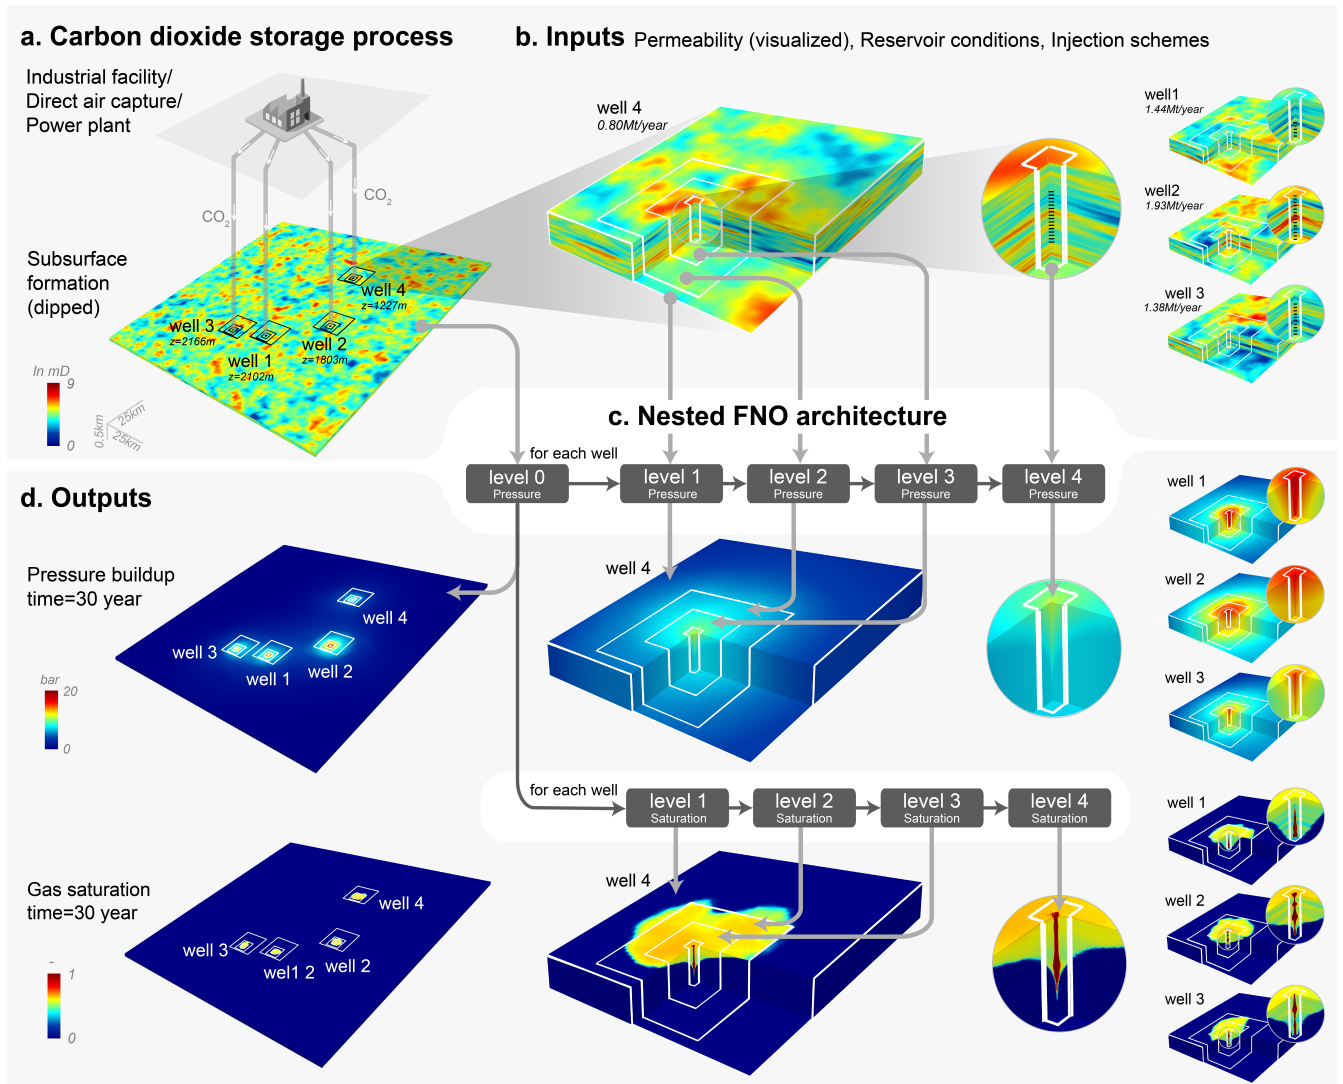 a. Carbon dioxide storage process
Industrial facility/
Direct air capture/
Power plant
CO2
CO2
Subsurface
formation
(dipped)
well 4
z=1227m
well 3
z=2166m
well 2
z=1803m
well 1
z=2102m
ln mD
9
0
0.5km
25km
25km
b. Inputs Permeability (visualized), Reservoir conditions, Injection schemes
well 4
0.80Mt/year
well1
1.44Mt/year
well2
1.93Mt/year
well 3
1.38Mt/year
c. Nested FNO architecture
for each well
level 0
Pressure
level 1
Pressure
level 2
Pressure
level 3
Pressure
level 4
Pressure
d. Outputs
Pressure buildup
time=30 year
well 4
well 3
well 1
well 2
bar
20
0
well 4
well 1
well 2
well 3
for each well
level 1
Saturation
level 2
Saturation
level 3
Saturation
level 4
Saturation
Gas saturation
time=30 year
well 4
well 3
wel1 2
well 2
-
1
0
well 4
well 1
well 2
well 3